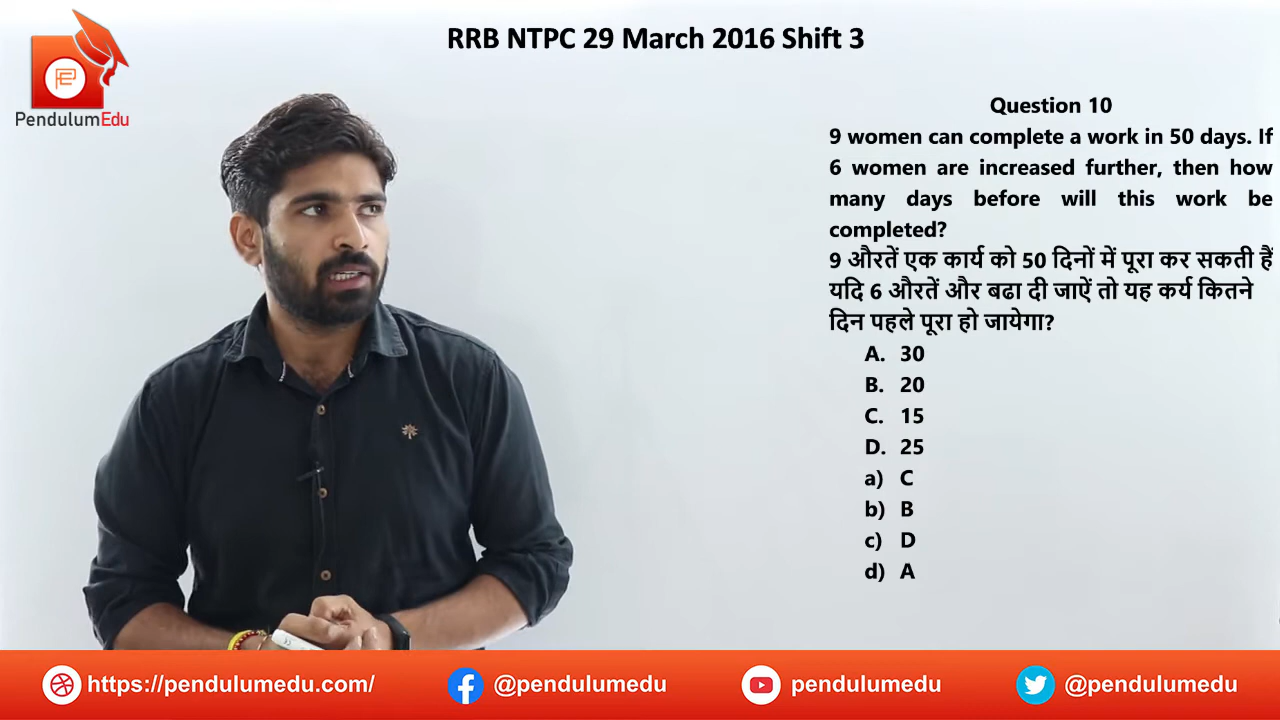 RRB NTPC 29 March 2016 Shift 3
PendulumEdu
Question 10
9 women can complete a work in 50 days. If
6 women are increased further, then how
many days before will this work be
completed?
9 औरतें एक कार्य को 50 दिनों में पूरा कर सकती हैं
यदि 6 औरतें और बढा दी जाऐं तो यह कर्य कितने
दिन पहले पूरा हो जायेगा?
A. 30
B. 20
C. 15
D. 25
a) C
b) B
c) D
d) A
https://pendulumedu.com/
@pendulumedu
pendulumedu
@pendulumedu